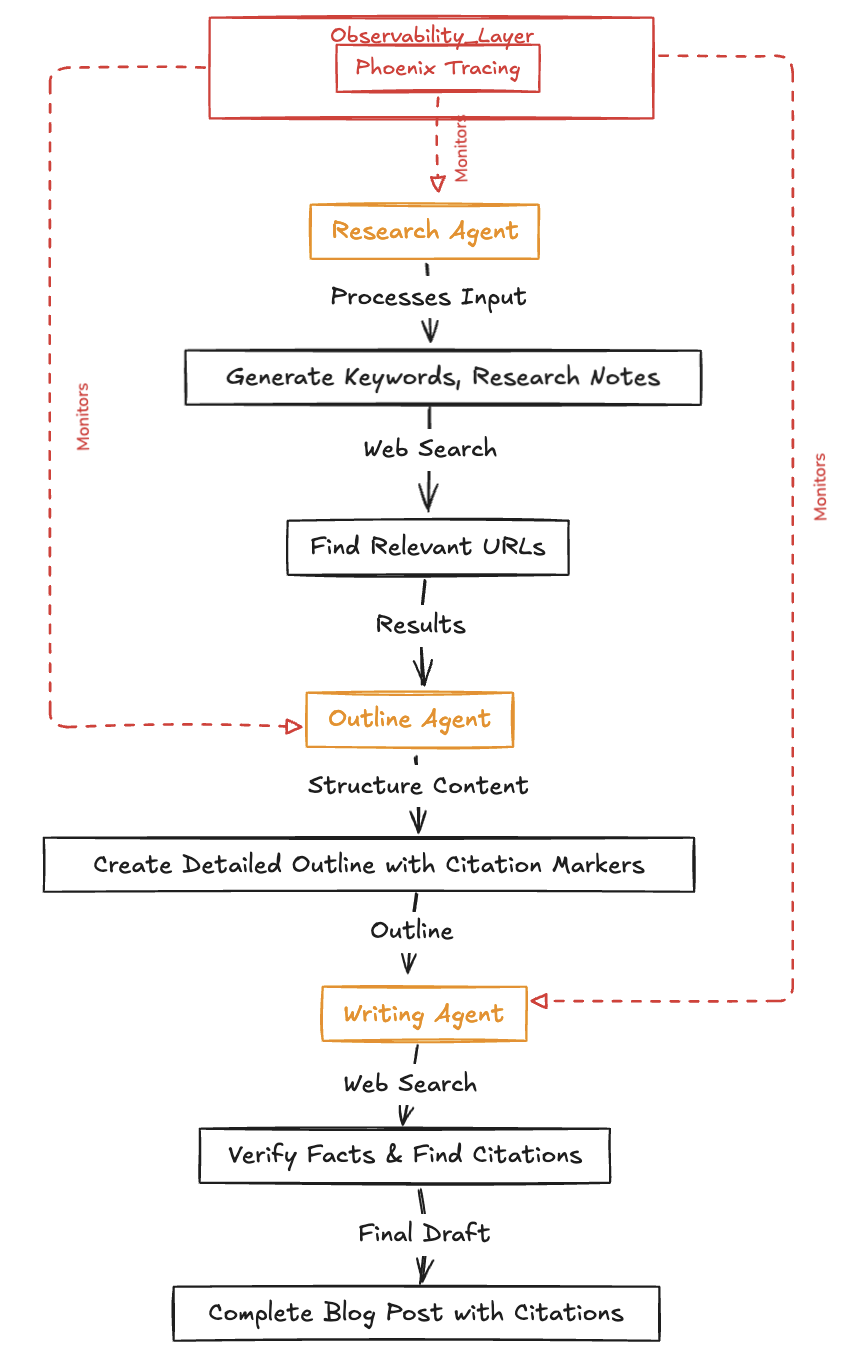 Observability_Layer
Phoenix Tracing
Monitors
Research Agent
Processes Input
Generate Keywords, Research Notes
Monitors
Web Search
Monitors
Find Relevant URLs
Results
Outline Agent
Structure Content
Create Detailed Outline with Citation Markers
Outline
Writing Agent
Web Search
Verify Facts & Find Citations
Final Draft
Complete Blog Post with Citations